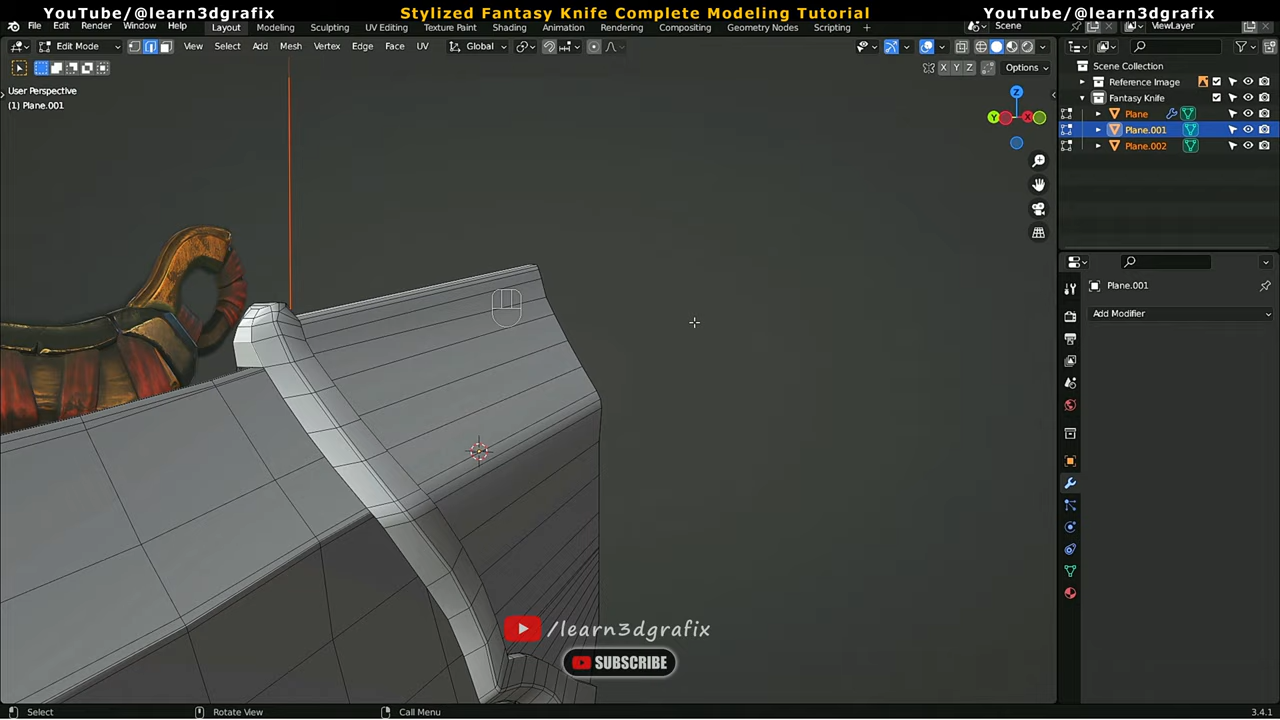 YouTube/@learn3dgrafix
Stylized Fantasy Knife Complete Modeling Tutorial
YouTube/@learn3dgrafix
File Edit Render Window Help Layout Modeling Sculpting UV Editing Texture Paint Shading Animation Rendering Compositing Geometry Nodes Scripting + Scene ViewLayer
Edit Mode View Select Add Mesh Vertex Edge Face UV Global
X Y Z Options
User Perspective
(1) Plane.001
Z
Y X
Scene Collection
Reference Image
Fantasy Knife
Plane
Plane.001
Plane.002
Plane.001
Add Modifier
/learn3dgrafix
SUBSCRIBE
Select Rotate View Call Menu 3.4.1